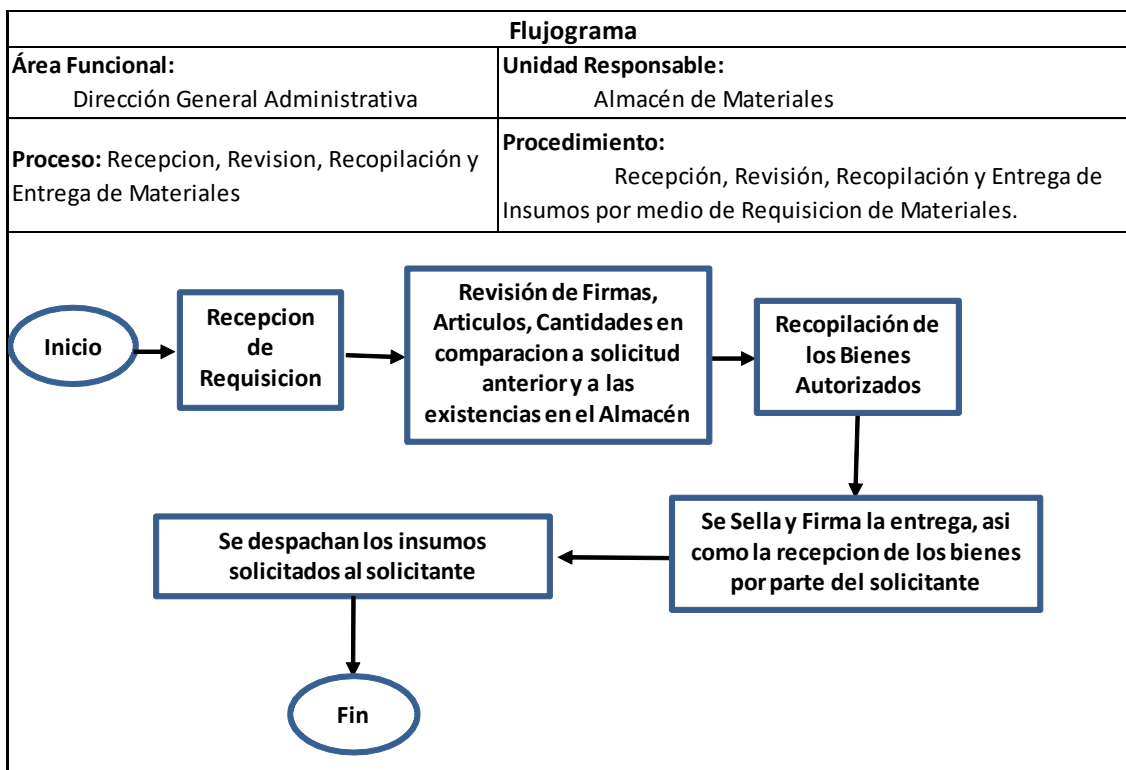 Flujograma
Área Funcional:
Dirección General Administrativa
Unidad Responsable:
Almacén de Materiales
Proceso: Recepcion, Revision, Recopilación y
Entrega de Materiales
Procedimiento:
Recepción, Revisión, Recopilación y Entrega de
Insumos por medio de Requisicion de Materiales.
Inicio
Recepcion
de
Requisicion
Revisión de Firmas,
Articulos, Cantidades en
comparacion a solicitud
anterior y a las
existencias en el Almacén
Recopilación de
los Bienes
Autorizados
Se Sella y Firma la entrega, asi
como la recepcion de los bienes
por parte del solicitante
Se despachan los insumos
solicitados al solicitante
Fin